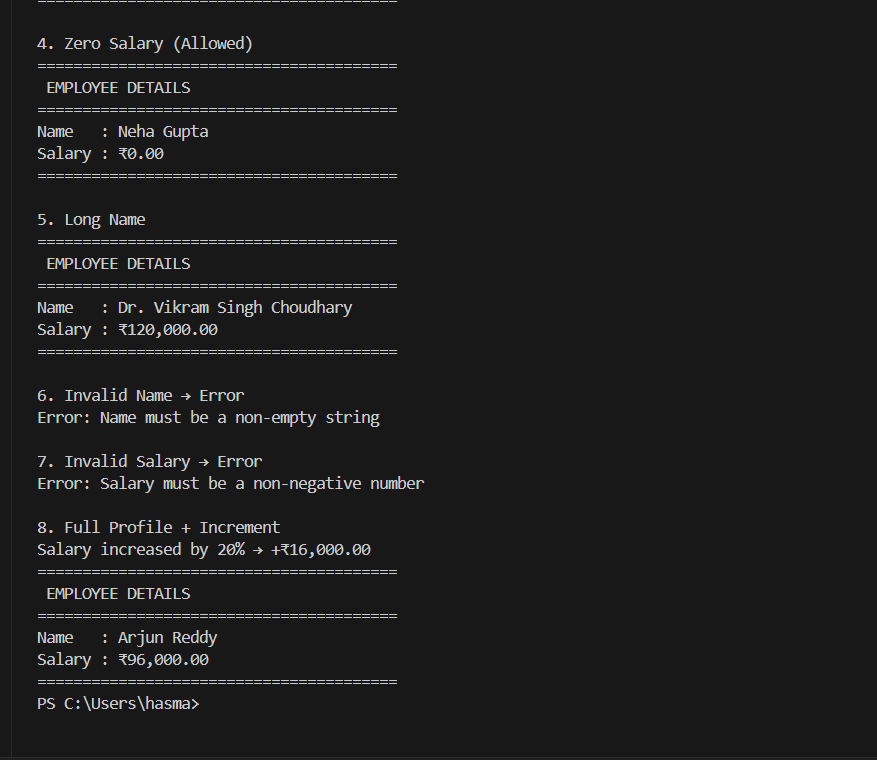 ========================================
4. Zero Salary (Allowed)
========================================
 EMPLOYEE DETAILS
========================================
Name   : Neha Gupta
Salary : ₹0.00
========================================
5. Long Name
========================================
 EMPLOYEE DETAILS
========================================
Name   : Dr. Vikram Singh Choudhary
Salary : ₹120,000.00
========================================
6. Invalid Name → Error
Error: Name must be a non-empty string
7. Invalid Salary → Error
Error: Salary must be a non-negative number
8. Full Profile + Increment
Salary increased by 20% → +₹16,000.00
========================================
 EMPLOYEE DETAILS
========================================
Name   : Arjun Reddy
Salary : ₹96,000.00
========================================
PS C:\Users\hasma>